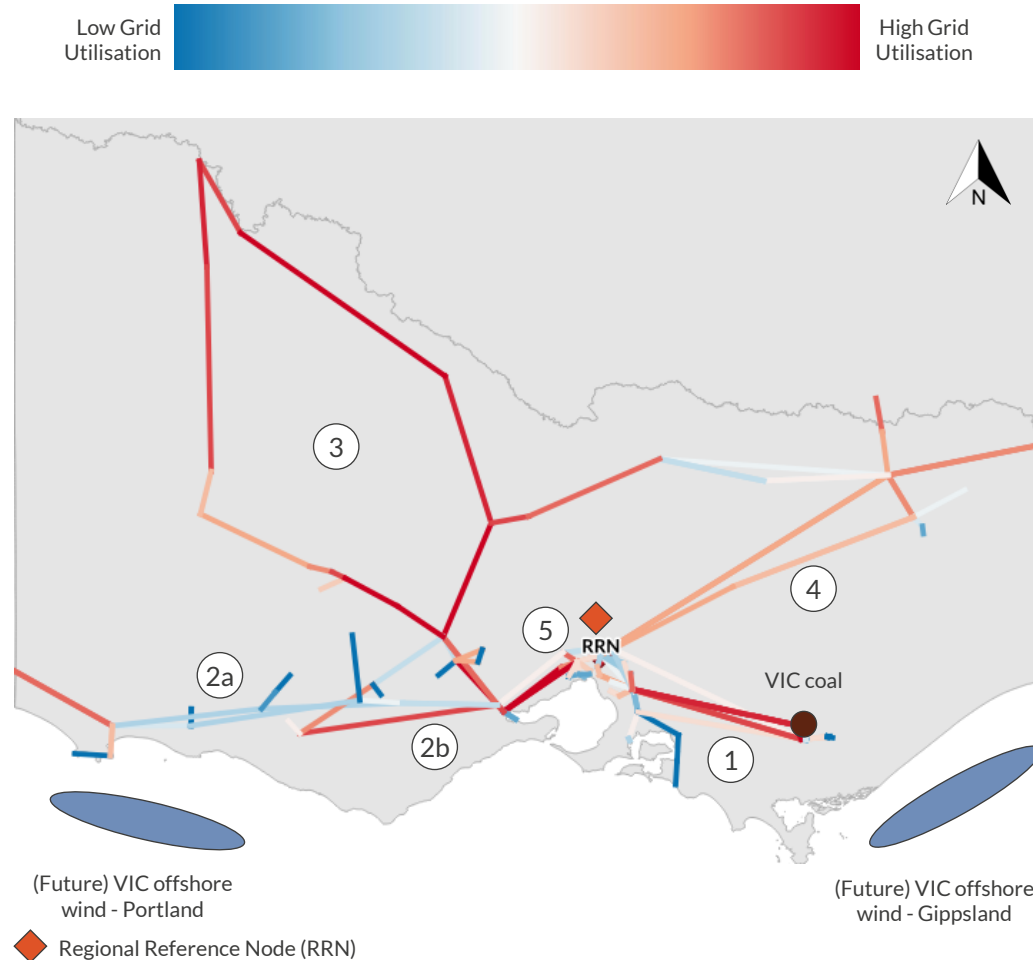 Low Grid
Utilisation
High Grid
Utilisation
N
3
4
5
RRN
2a
VIC coal
2b
1
(Future) VIC offshore
wind - Portland
(Future) VIC offshore
wind - Gippsland
Regional Reference Node (RRN)